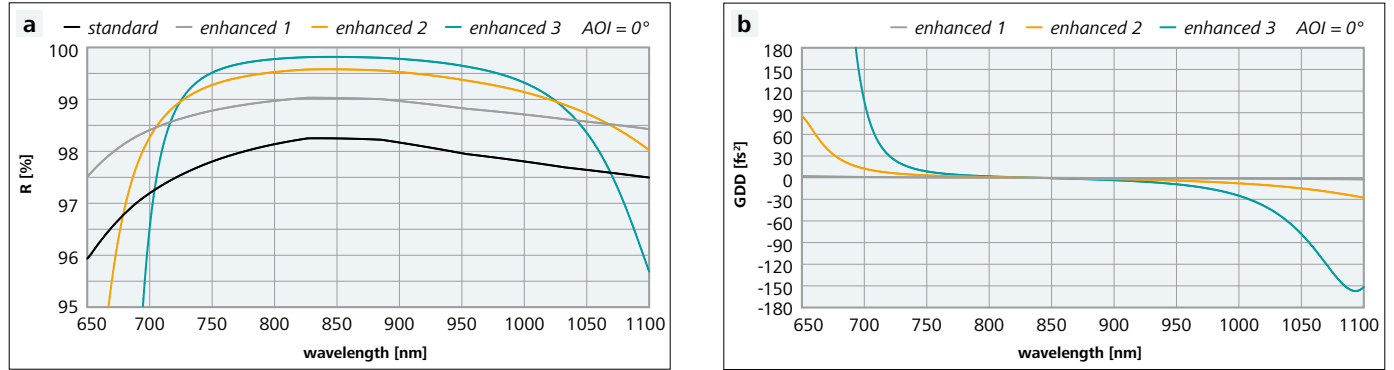 a standard enhanced 1 enhanced 2 enhanced 3 AOI = 0°
100
99
98
97
96
95
R [%]
650 700 750 800 850 900 950 1000 1050 1100
wavelength [nm]
b enhanced 1 enhanced 2 enhanced 3 AOI = 0°
180
150
120
90
60
30
0
-30
-60
-90
-120
-150
-180
GDD [fs²]
650 700 750 800 850 900 950 1000 1050 1100
wavelength [nm]